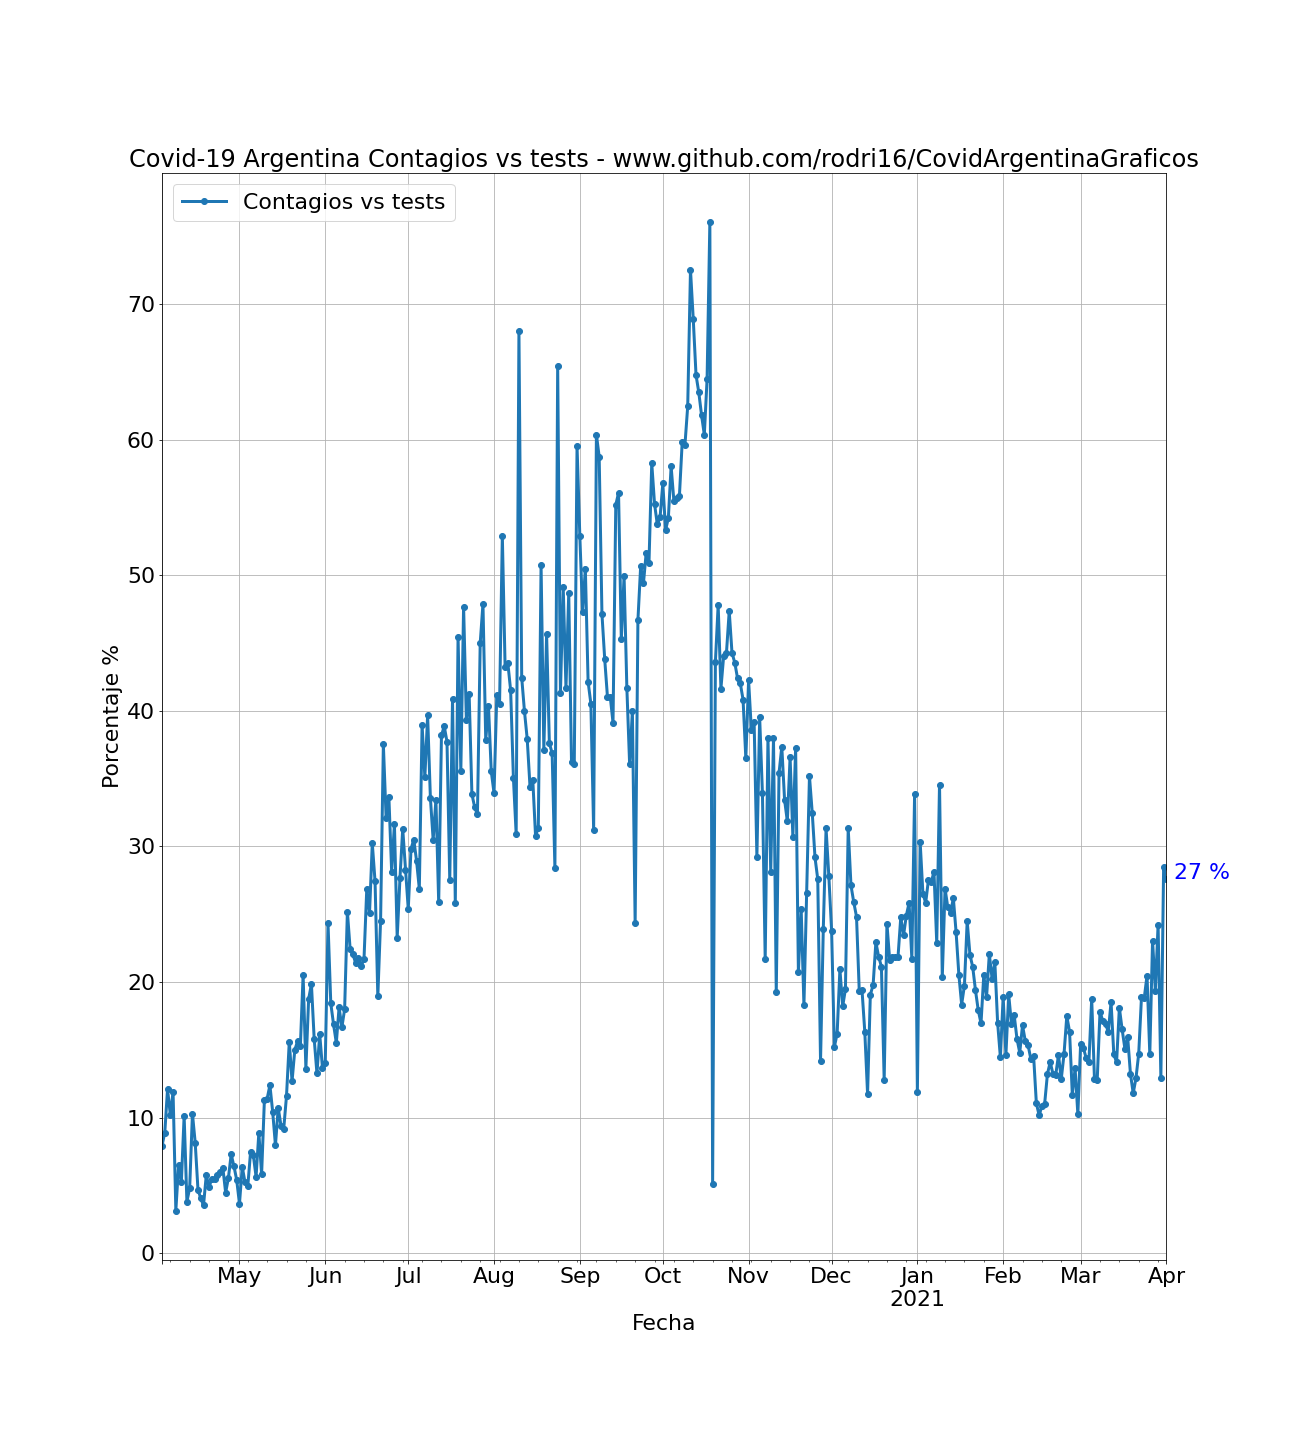 Covid-19 Argentina Contagios vs tests - www.github.com/rodri16/CovidArgentinaGraficos
Contagios vs tests
70
60
50
40
30
20
10
0
Porcentaje %
27 %
May Jun Jul Aug Sep Oct Nov Dec Jan Feb Mar Apr
2021
Fecha